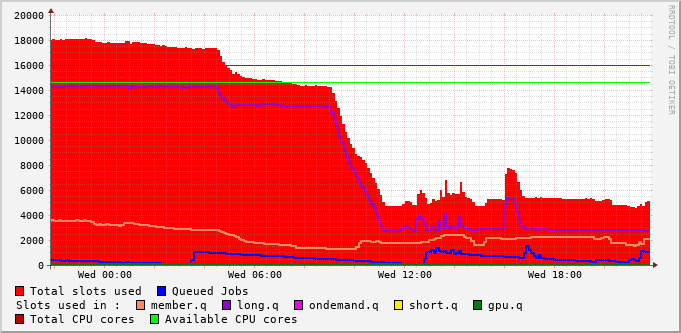 20000
18000
16000
14000
12000
10000
8000
6000
4000
2000
0
Wed 00:00 Wed 06:00 Wed 12:00 Wed 18:00
RRDTOOL / TOBI OETIKER
Total slots used Queued Jobs
Slots used in : member.q long.q ondemand.q short.q gpu.q
Total CPU cores Available CPU cores